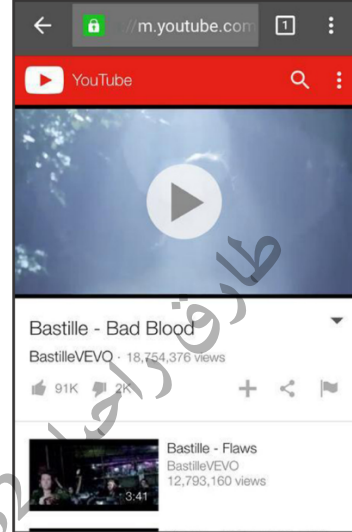 //m.youtube.com 1
YouTube
Bastille - Bad Blood
BastilleVEVO · 18,754,376 views
91K 2K
Bastille - Flaws
BastilleVEVO
12,793,160 views
3:41
طارق